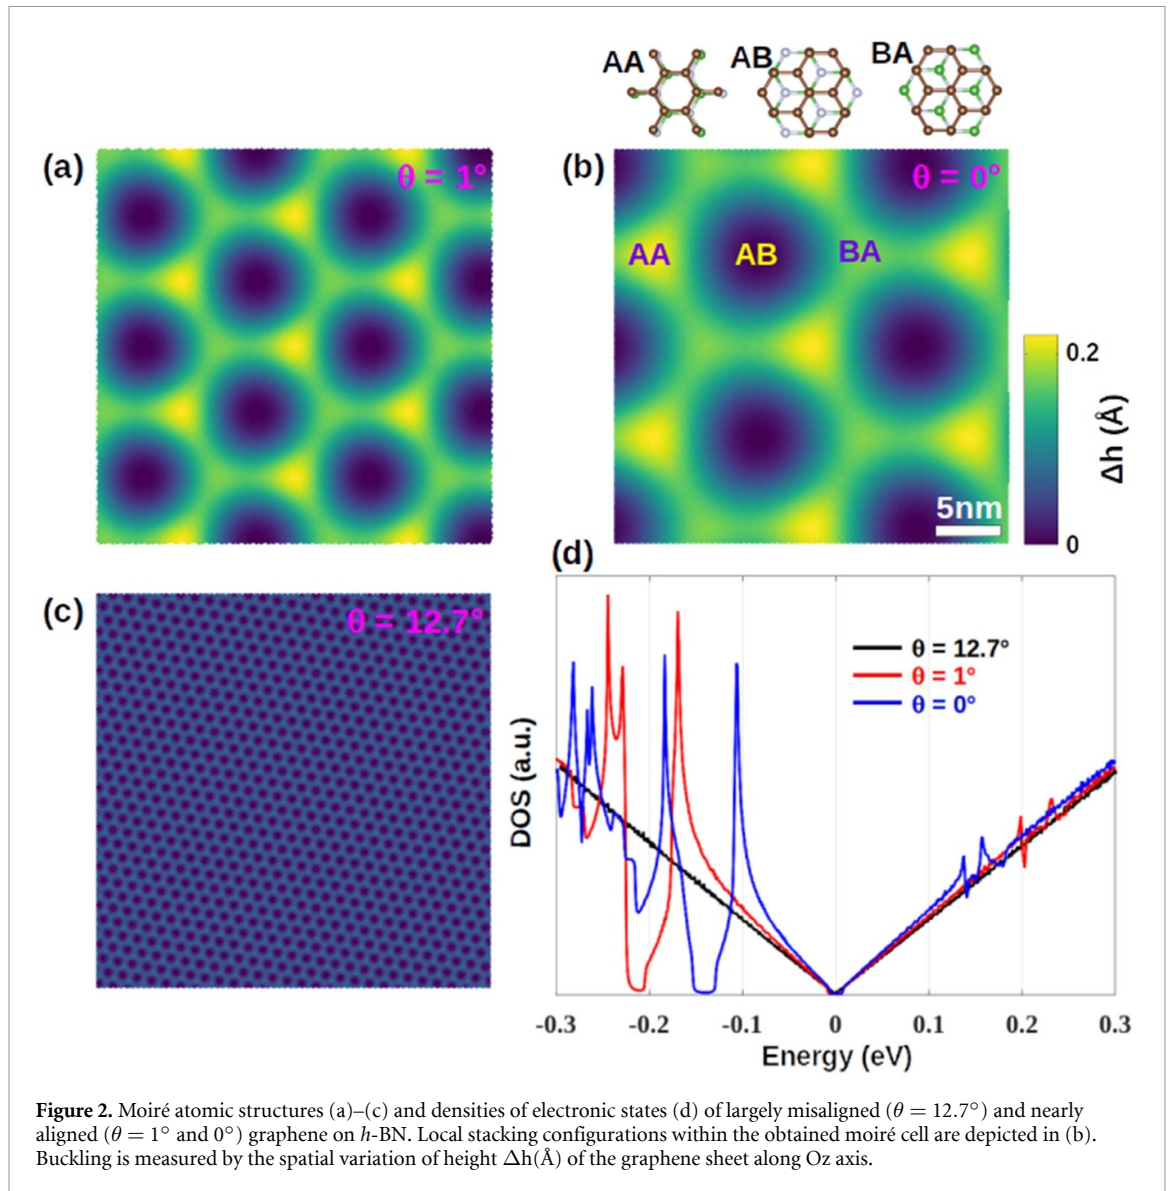 AA
AB
BA
(a)
θ = 1°
(b)
θ = 0°
AA
AB
BA
5nm
0.2
0
Δh (Å)
(c)
θ = 12.7°
(d)
θ = 12.7°
θ = 1°
θ = 0°
DOS (a.u.)
-0.3
-0.2
-0.1
0
0.1
0.2
0.3
Energy (eV)
Figure 2. Moiré atomic structures (a)–(c) and densities of electronic states (d) of largely misaligned (θ = 12.7°) and nearly
aligned (θ = 1° and 0°) graphene on h-BN. Local stacking configurations within the obtained moiré cell are depicted in (b).
Buckling is measured by the spatial variation of height Δh(Å) of the graphene sheet along Oz axis.